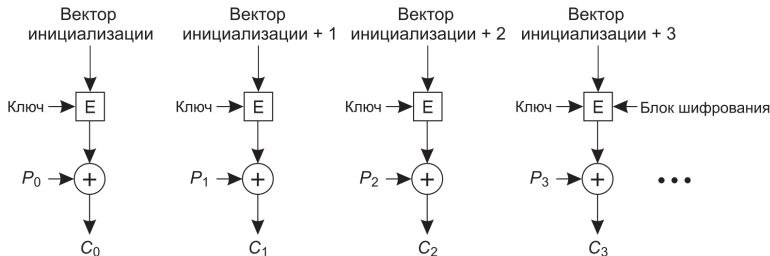 Вектор
инициализации
Вектор
инициализации + 1
Вектор
инициализации + 2
Вектор
инициализации + 3
Ключ
E
Ключ
E
Ключ
E
Ключ
E
Блок шифрования
P0
+
P1
+
P2
+
P3
+
•••
C0
C1
C2
C3